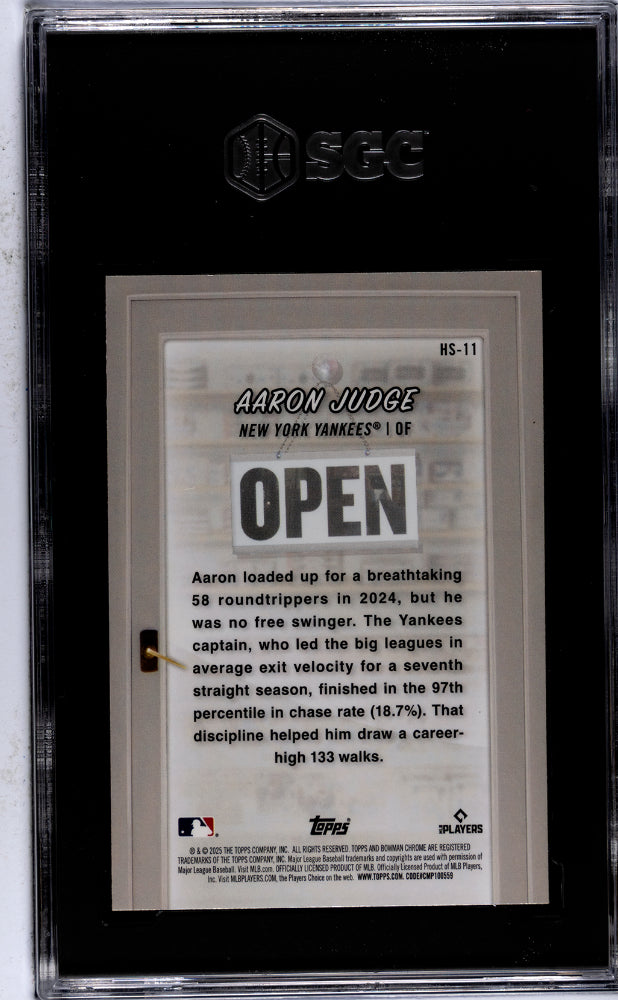 SGC
HS-11
AARON JUDGE
NEW YORK YANKEES® | OF
OPEN
Aaron loaded up for a breathtaking
58 roundtrippers in 2024, but he
was no free swinger. The Yankees
captain, who led the big leagues in
average exit velocity for a seventh
straight season, finished in the 97th
percentile in chase rate (18.7%). That
discipline helped him draw a career-
high 133 walks.
Topps®
MLB PLAYERS
® & © 2025 THE TOPPS COMPANY, INC. ALL RIGHTS RESERVED. TOPPS AND BOWMAN CHROME ARE REGISTERED
TRADEMARKS OF THE TOPPS COMPANY, INC. Major League Baseball trademarks and copyrights are used with permission of
Major League Baseball. Visit MLB.com. OFFICIALLY LICENSED PRODUCT OF MLB. Officially Licensed Product of MLB Players,
Inc. Visit MLBPLAYERS.COM, the Players Choice on the web. WWW.TOPPS.COM. CODE#CMP100559